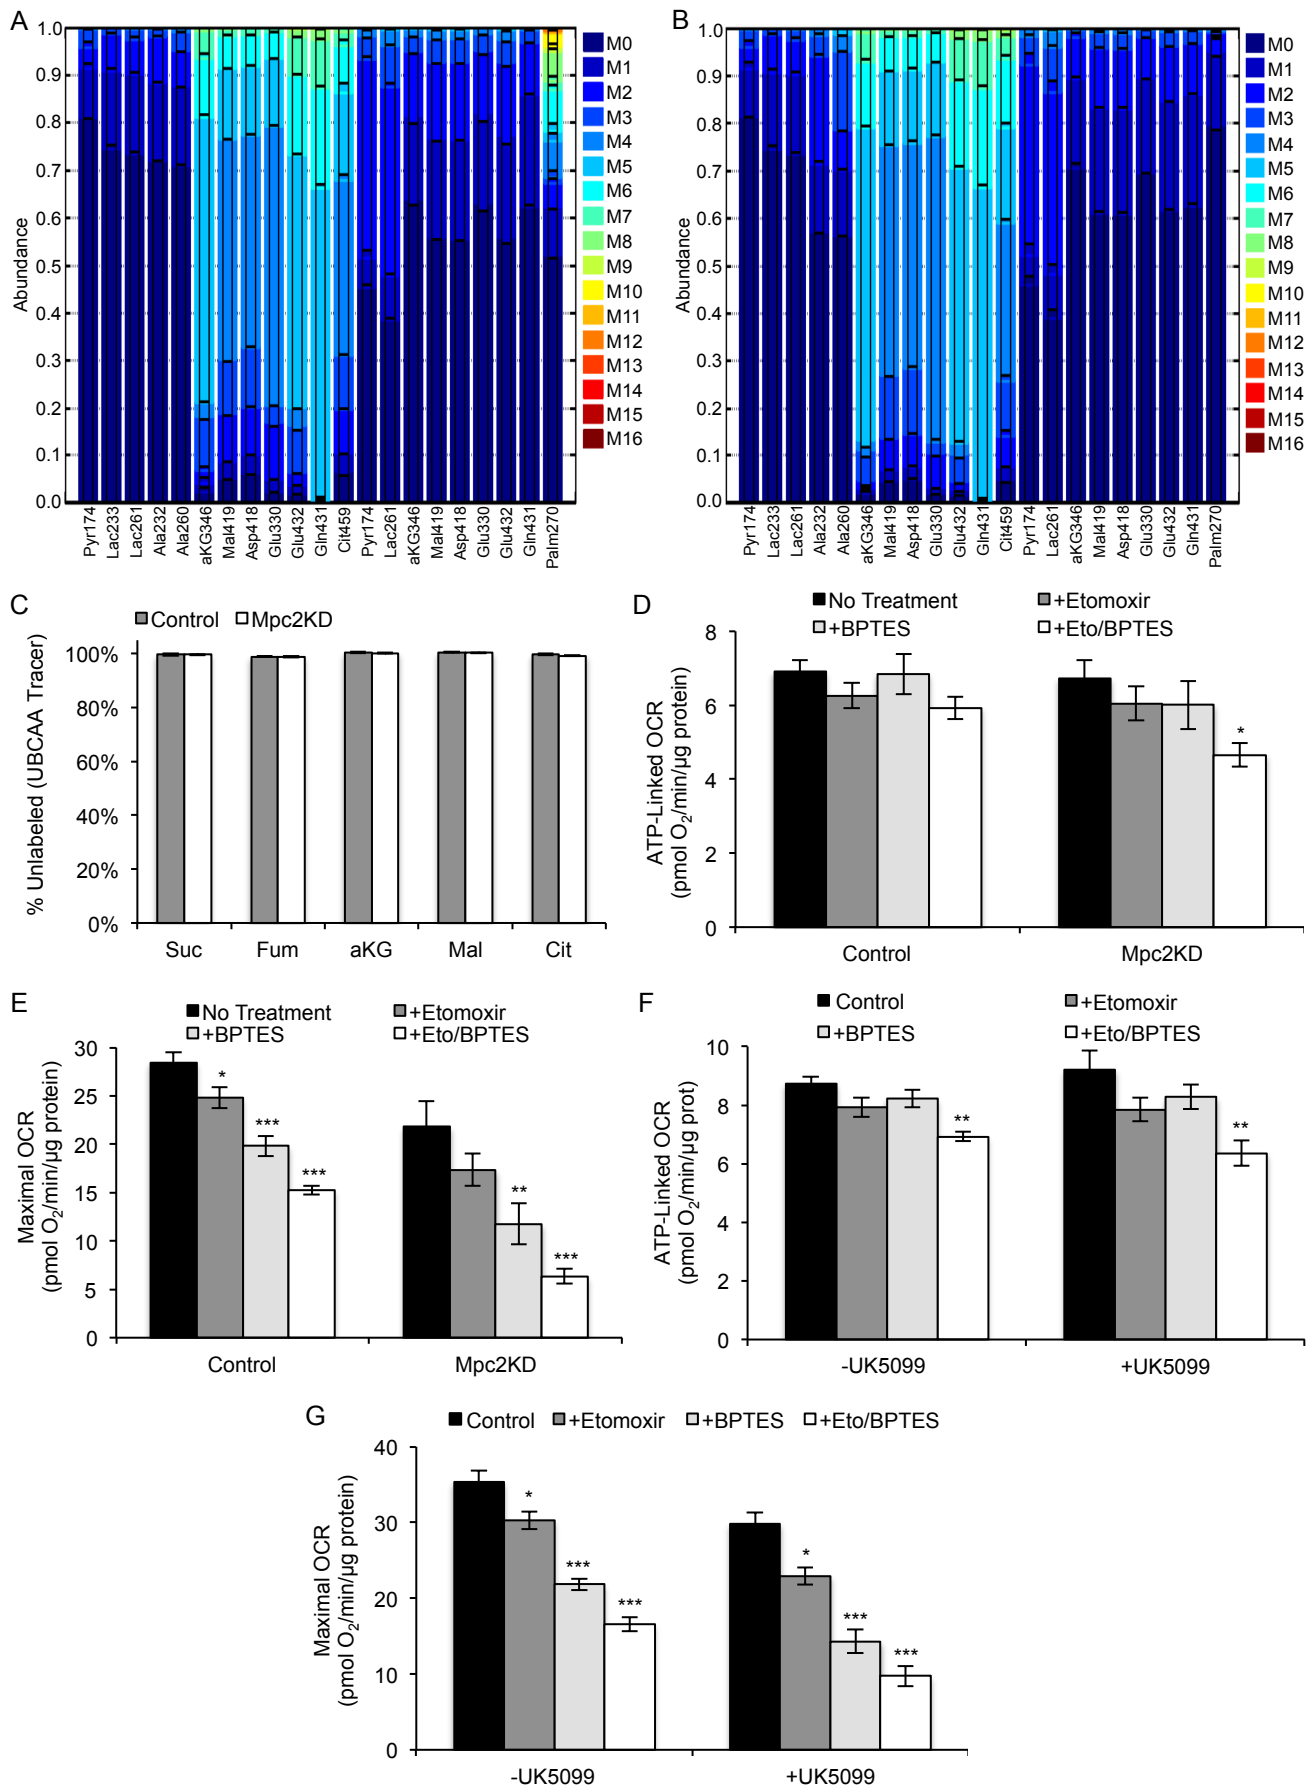 A
1.0
0.9
0.8
0.7
0.6
0.5
0.4
0.3
0.2
0.1
0.0
Abundance
Pyr174
Lac233
Lac261
Ala232
Ala260
aKG346
Mal419
Asp418
Glu330
Glu432
Gln431
Cit459
Pyr174
Lac261
aKG346
Mal419
Asp418
Glu330
Glu432
Gln431
Palm270
M0
M1
M2
M3
M4
M5
M6
M7
M8
M9
M10
M11
M12
M13
M14
M15
M16
B
1.0
0.9
0.8
0.7
0.6
0.5
0.4
0.3
0.2
0.1
0.0
Abundance
Pyr174
Lac233
Lac261
Ala232
Ala260
aKG346
Mal419
Asp418
Glu330
Glu432
Gln431
Cit459
Pyr174
Lac261
aKG346
Mal419
Asp418
Glu330
Glu432
Gln431
Palm270
M0
M1
M2
M3
M4
M5
M6
M7
M8
M9
M10
M11
M12
M13
M14
M15
M16
C
Control Mpc2KD
% Unlabeled (UBCAA Tracer)
100%
80%
60%
40%
20%
0%
Suc Fum aKG Mal Cit
D
No Treatment +Etomoxir
+BPTES +Eto/BPTES
ATP-Linked OCR
(pmol O2/min/µg protein)
8
6
4
2
0
*
Control Mpc2KD
E
No Treatment +Etomoxir
+BPTES +Eto/BPTES
Maximal OCR
(pmol O2/min/µg protein)
30
25
20
15
10
5
0
* *** *** ** ***
Control Mpc2KD
F
Control +Etomoxir
+BPTES +Eto/BPTES
ATP-Linked OCR
(pmol O2/min/µg prot)
10
8
6
4
2
0
** **
-UK5099 +UK5099
G
Control +Etomoxir +BPTES +Eto/BPTES
Maximal OCR
(pmol O2/min/µg protein)
40
30
20
10
0
* *** *** * *** ***
-UK5099 +UK5099